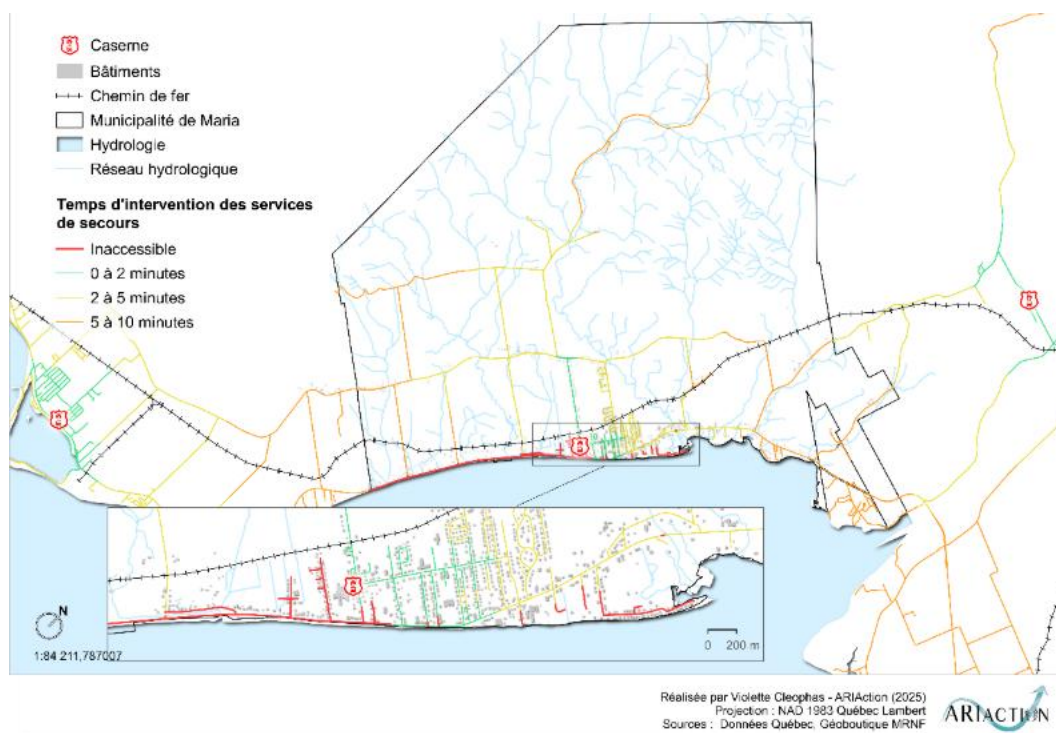 Caserne
Bâtiments
Chemin de fer
Municipalité de Maria
Hydrologie
Réseau hydrologique
Temps d'intervention des services
de secours
Inaccessible
0 à 2 minutes
2 à 5 minutes
5 à 10 minutes
N
1:84 211,787007
0 200 m
Réalisée par Violette Cleophas - ARIAction (2025)
Projection : NAD 1983 Québec Lambert
Sources : Données Québec, Géoboutique MRNF
ARIACTION